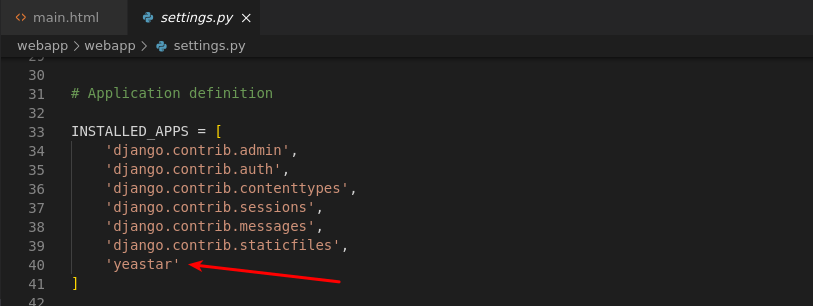 main.html
settings.py
webapp
webapp
settings.py
30
31 # Application definition
32
33 INSTALLED_APPS = [
34 'django.contrib.admin',
35 'django.contrib.auth',
36 'django.contrib.contenttypes',
37 'django.contrib.sessions',
38 'django.contrib.messages',
39 'django.contrib.staticfiles',
40 'yeastar'
41 ]
42